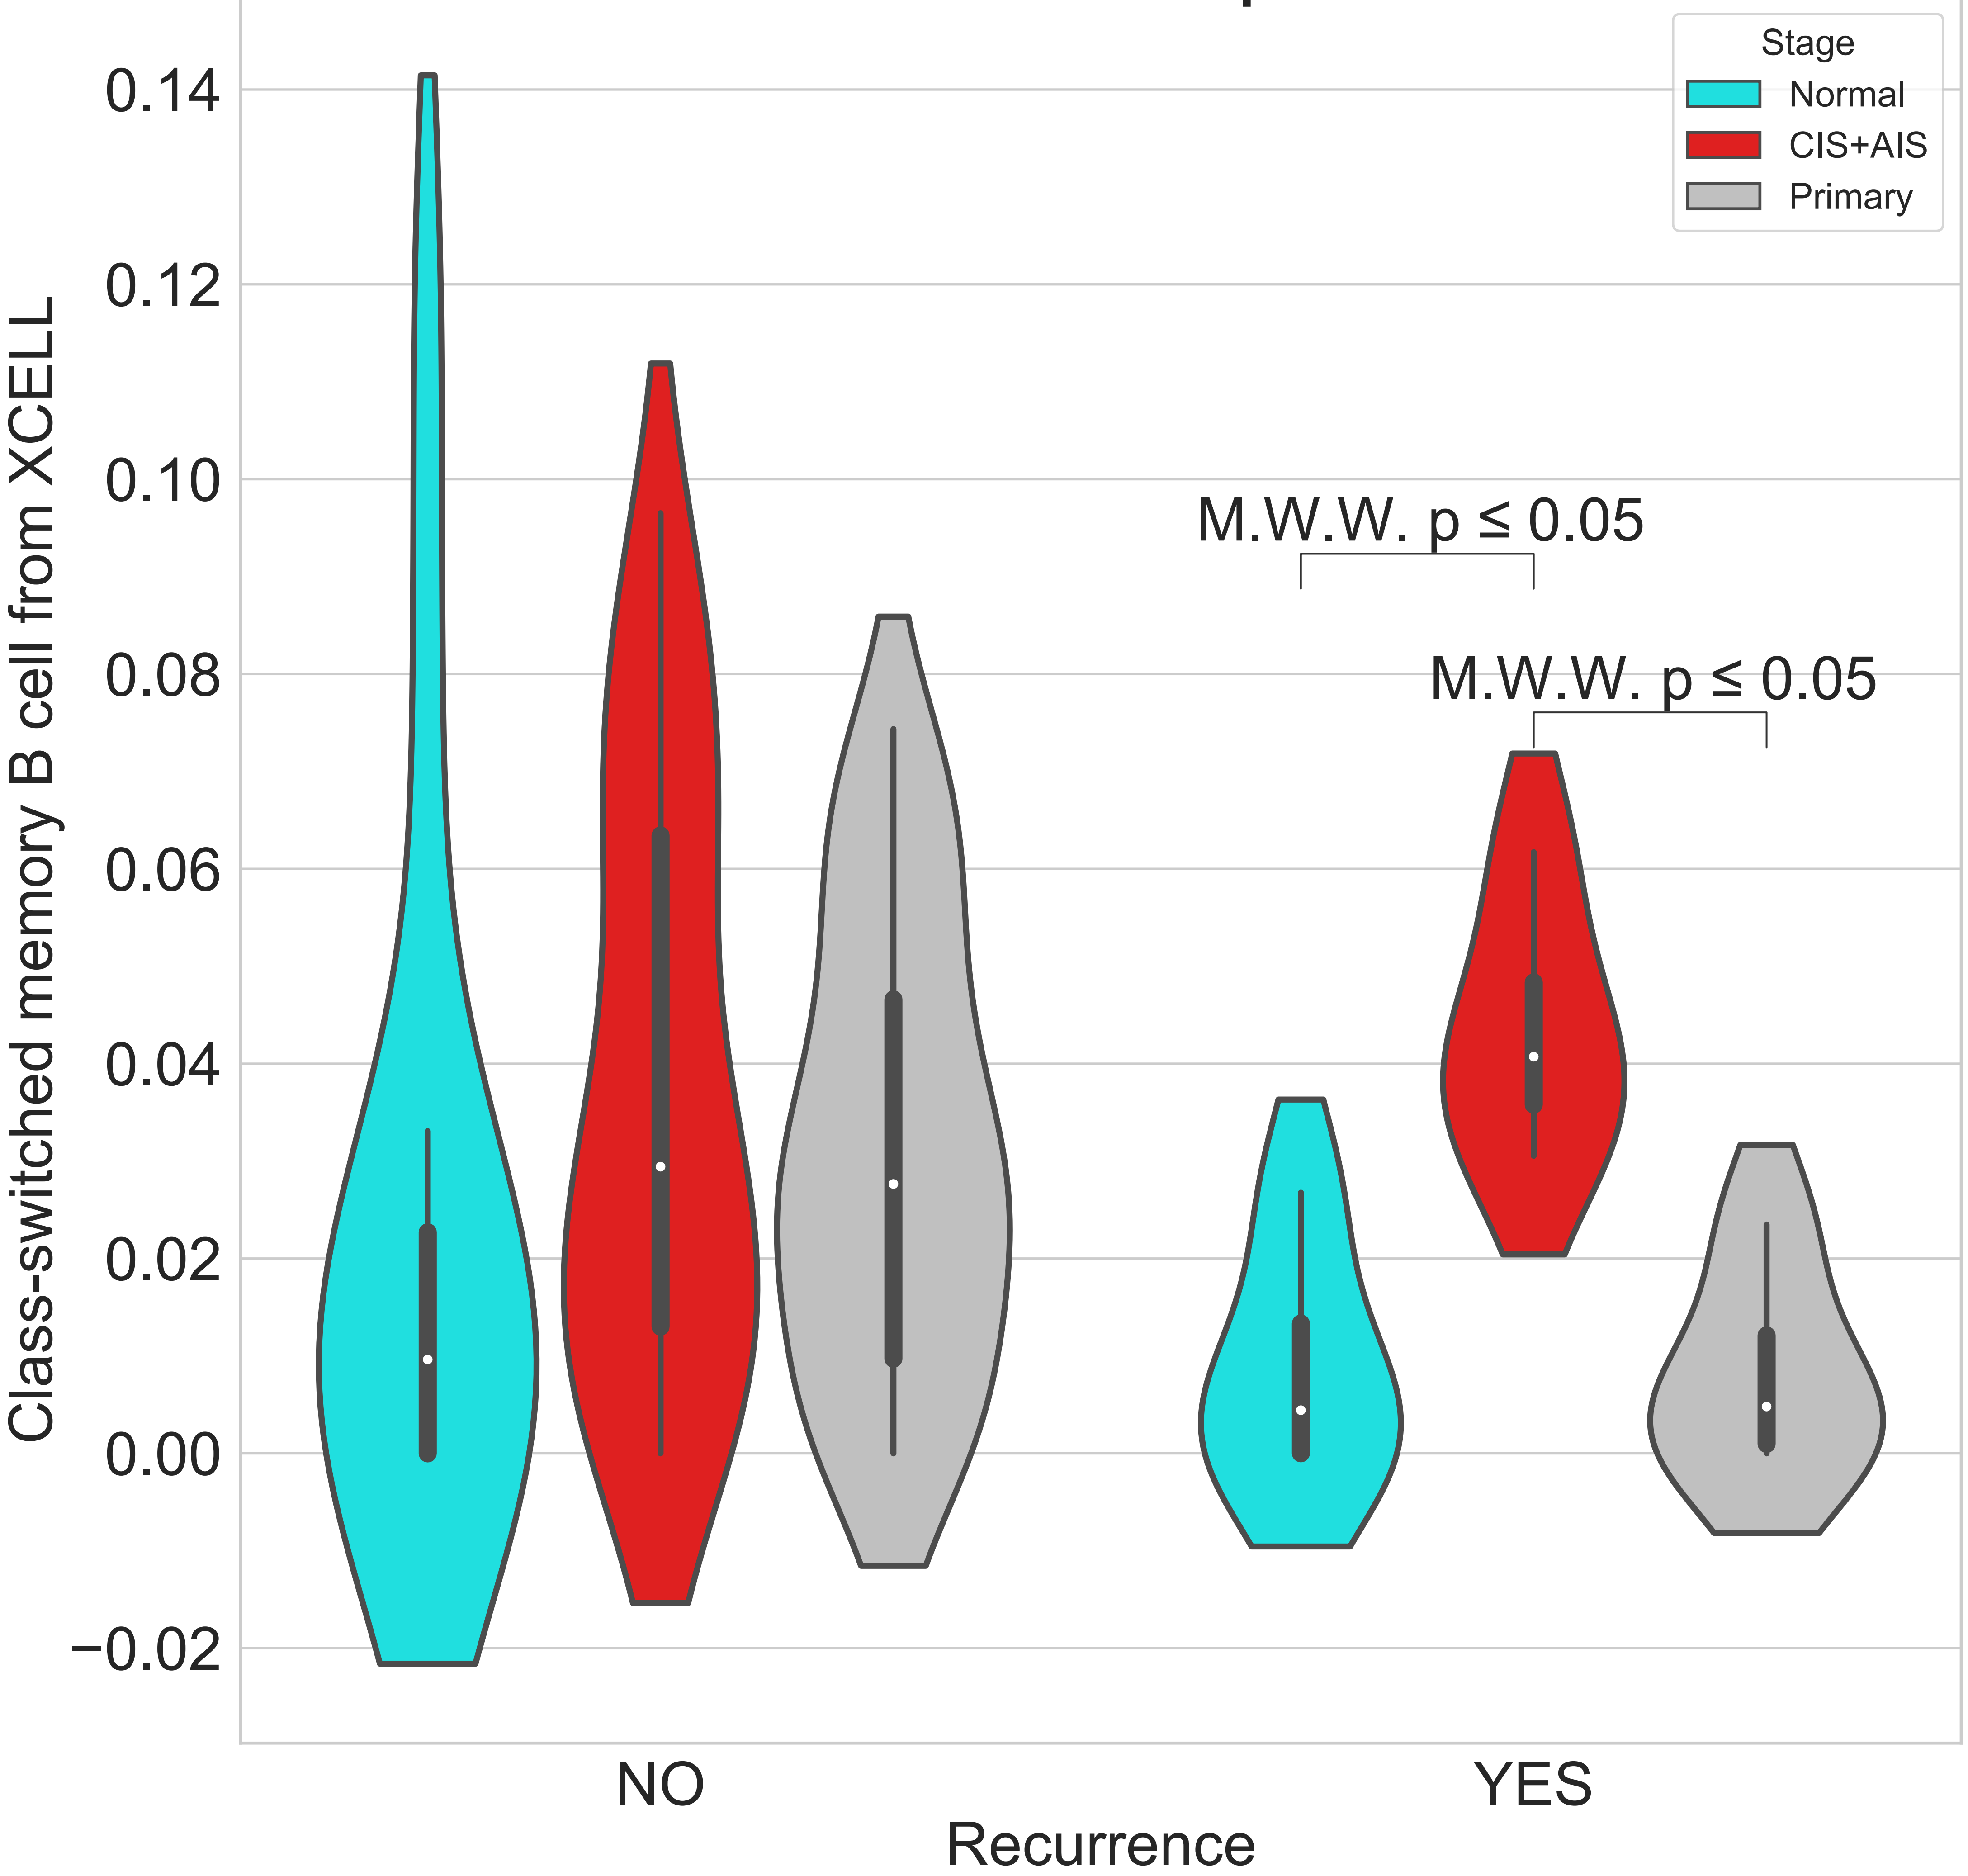 Stage
Normal
CIS+AIS
Primary
0.14
0.12
0.10
0.08
0.06
0.04
0.02
0.00
−0.02
Class-switched memory B cell from XCELL
M.W.W. p ≤ 0.05
M.W.W. p ≤ 0.05
NO
YES
Recurrence